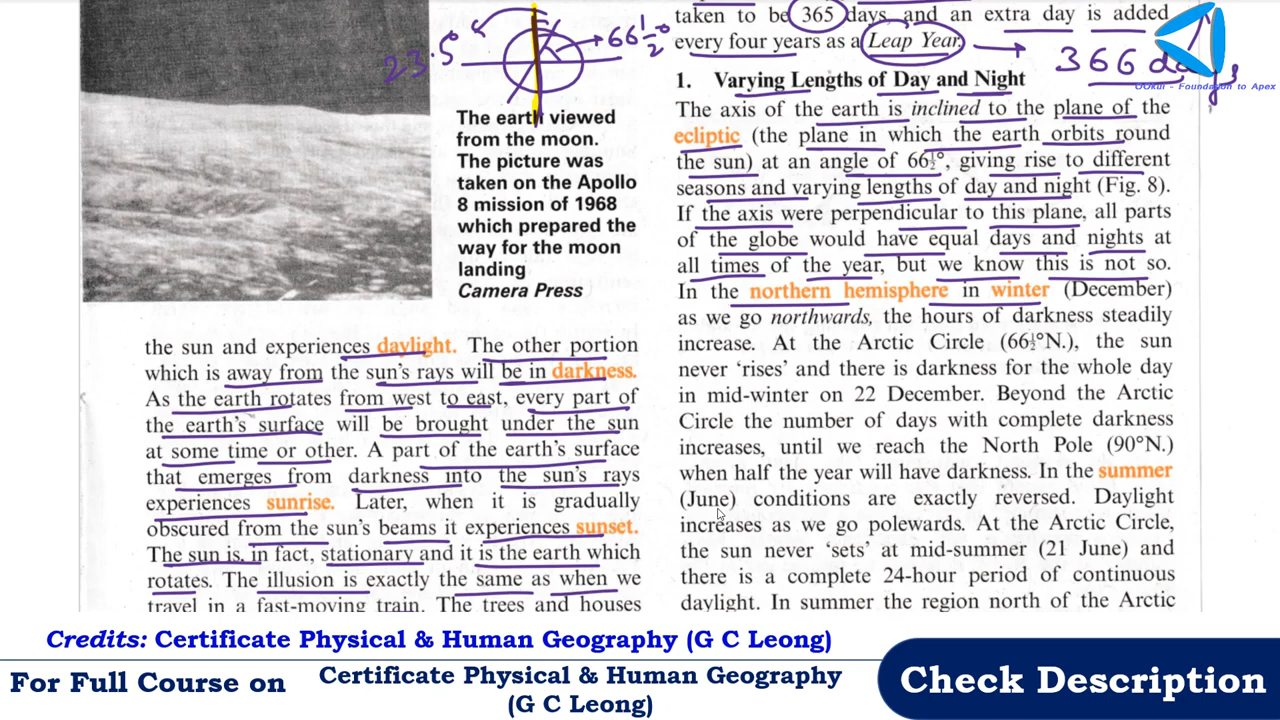 taken to be 365 days, and an extra day is added
every four years as a Leap Year.
366 days
23.5°
66½°
OOkul - Foundation to Apex
The earth viewed
from the moon.
The picture was
taken on the Apollo
8 mission of 1968
which prepared the
way for the moon
landing
Camera Press
the sun and experiences daylight. The other portion
which is away from the sun's rays will be in darkness.
As the earth rotates from west to east, every part of
the earth's surface will be brought under the sun
at some time or other. A part of the earth's surface
that emerges from darkness into the sun's rays
experiences sunrise. Later, when it is gradually
obscured from the sun's beams it experiences sunset.
The sun is, in fact, stationary and it is the earth which
rotates. The illusion is exactly the same as when we
travel in a fast-moving train. The trees and houses
1. Varying Lengths of Day and Night
The axis of the earth is inclined to the plane of the
ecliptic (the plane in which the earth orbits round
the sun) at an angle of 66½°, giving rise to different
seasons and varying lengths of day and night (Fig. 8).
If the axis were perpendicular to this plane, all parts
of the globe would have equal days and nights at
all times of the year, but we know this is not so.
In the northern hemisphere in winter (December)
as we go northwards, the hours of darkness steadily
increase. At the Arctic Circle (66½°N.), the sun
never 'rises' and there is darkness for the whole day
in mid-winter on 22 December. Beyond the Arctic
Circle the number of days with complete darkness
increases, until we reach the North Pole (90°N.)
when half the year will have darkness. In the summer
(June) conditions are exactly reversed. Daylight
increases as we go polewards. At the Arctic Circle,
the sun never 'sets' at mid-summer (21 June) and
there is a complete 24-hour period of continuous
daylight. In summer the region north of the Arctic
Credits: Certificate Physical & Human Geography (G C Leong)
For Full Course on
Certificate Physical & Human Geography
(G C Leong)
Check Description